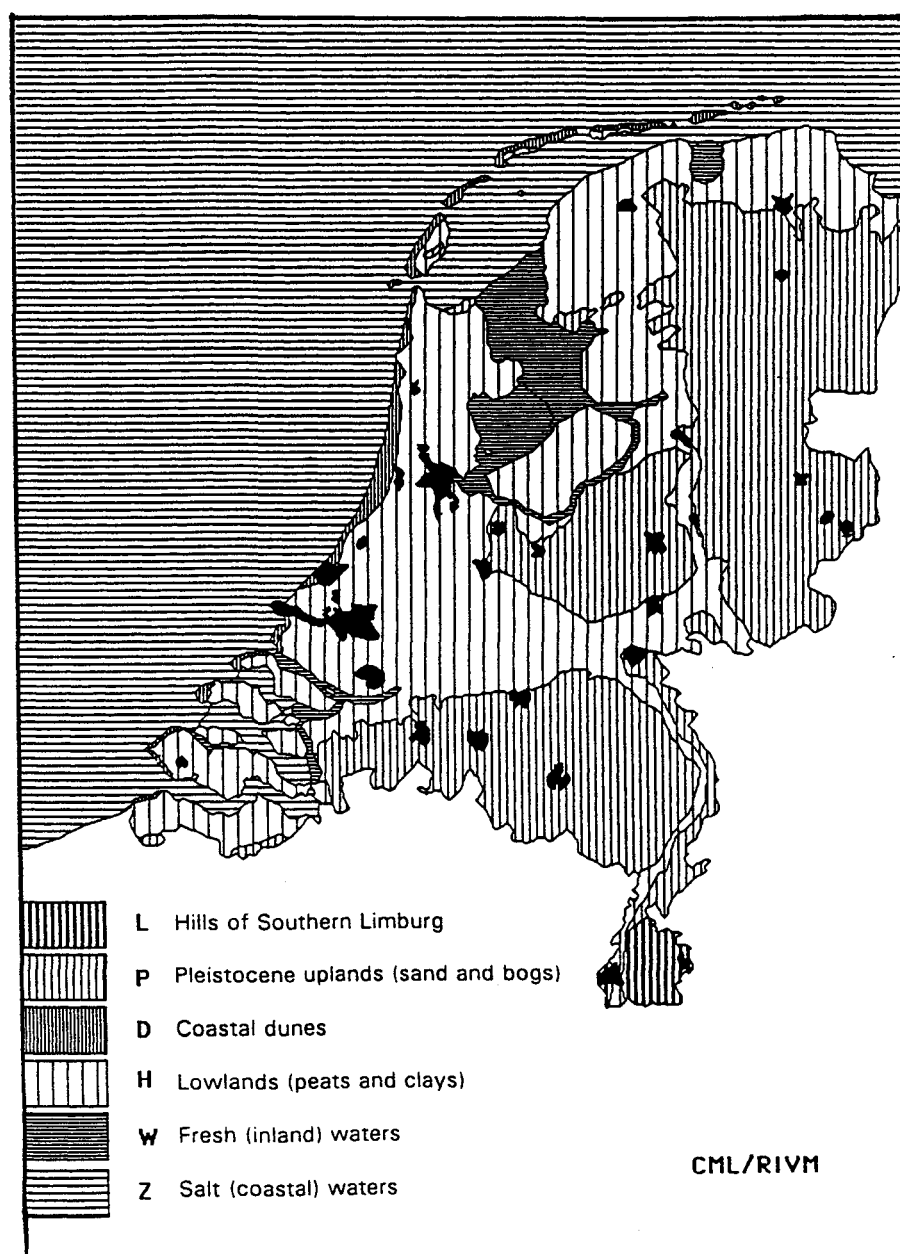 L Hills of Southern Limburg
P Pleistocene uplands (sand and bogs)
D Coastal dunes
H Lowlands (peats and clays)
W Fresh (inland) waters
Z Salt (coastal) waters
CML/RIVM